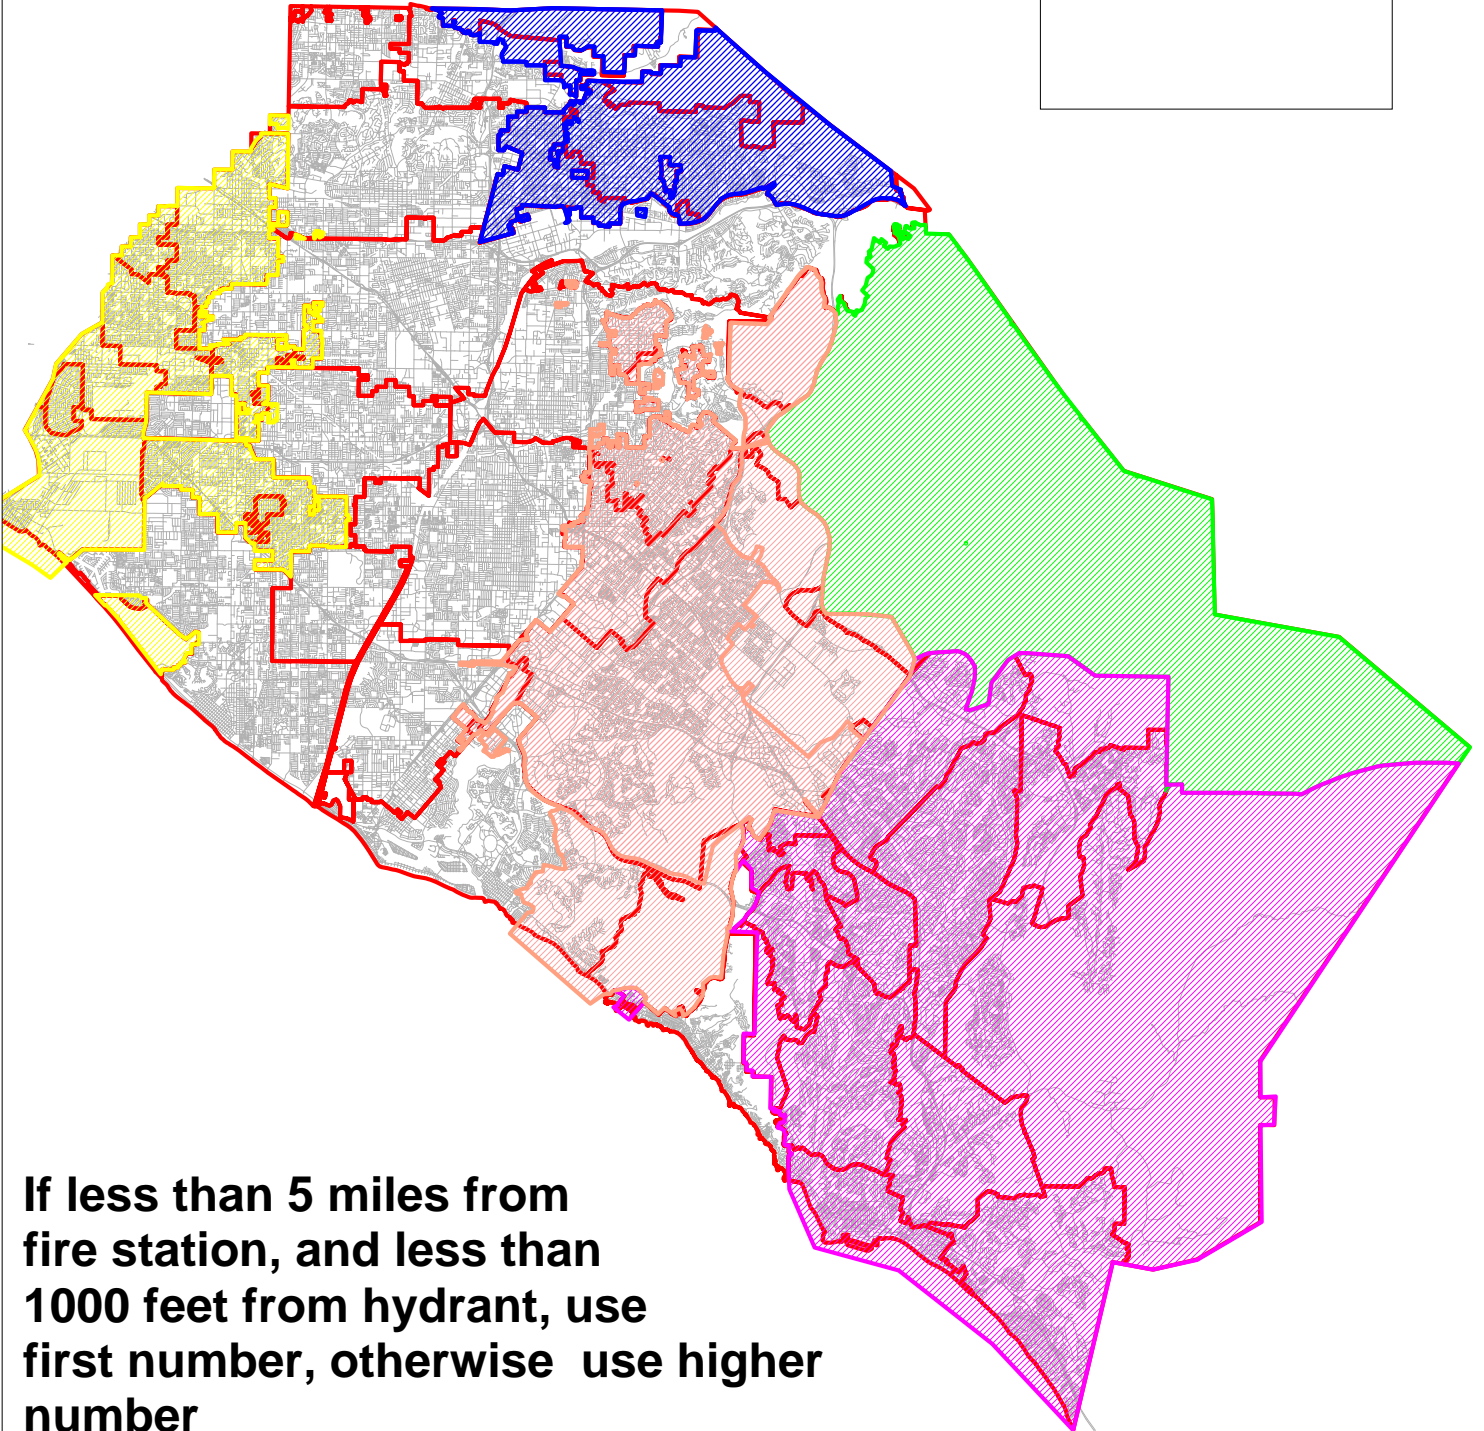 If less than 5 miles from
fire station, and less than
1000 feet from hydrant, use
first number, otherwise  use higher
number